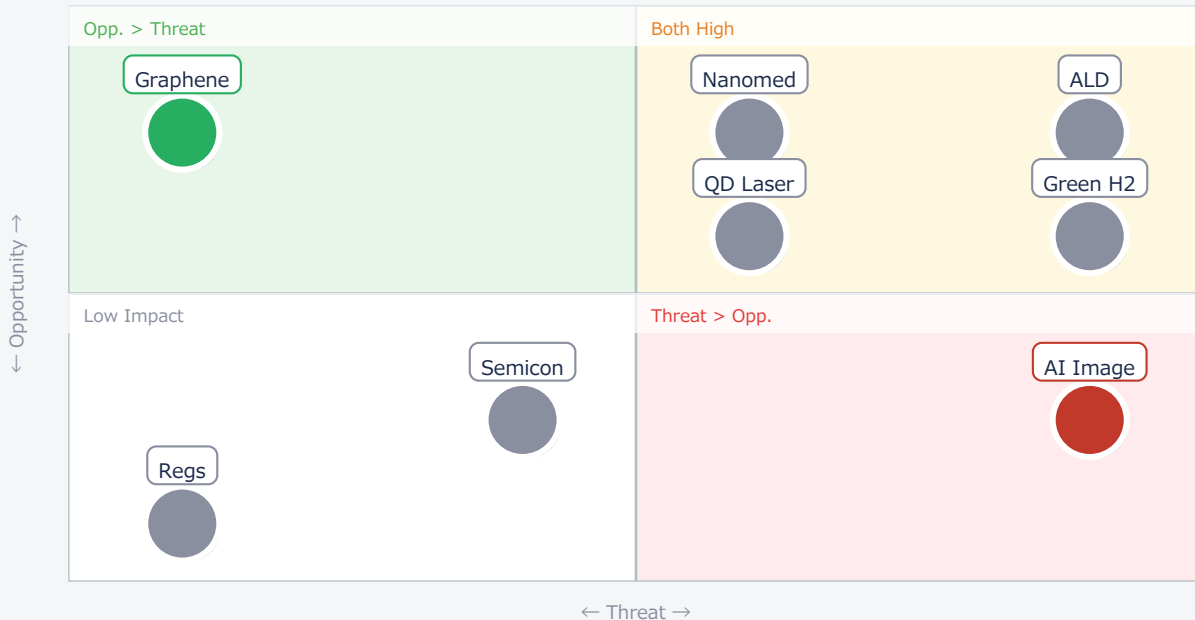 Opp. > Threat
Both High
Graphene
Nanomed
ALD
QD Laser
Green H2
← Opportunity →
Low Impact
Threat > Opp.
Semicon
AI Image
Regs
← Threat →